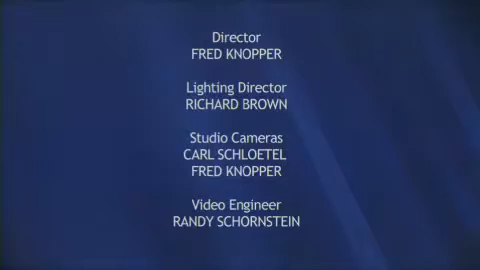 Director
FRED KNOPPER
Lighting Director
RICHARD BROWN
Studio Cameras
CARL SCHLOETEL
FRED KNOPPER
Video Engineer
RANDY SCHORNSTEIN